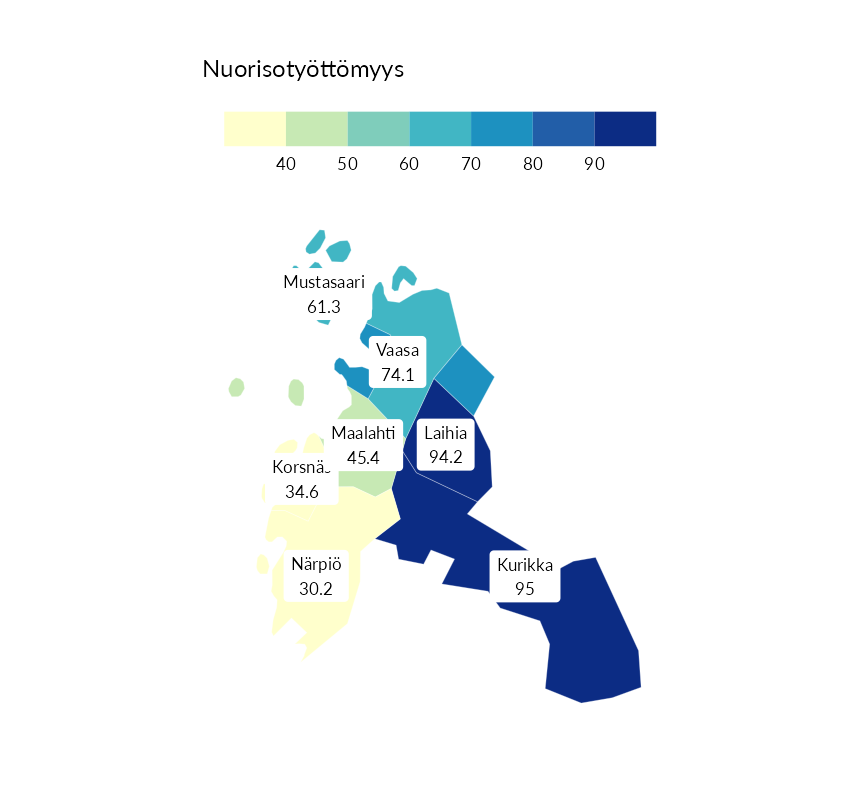 Nuorisotyöttömyys
40 50 60 70 80 90
Mustasaari
61.3
Vaasa
74.1
Maalahti
45.4
Laihia
94.2
Korsnäs
34.6
Närpiö
30.2
Kurikka
95